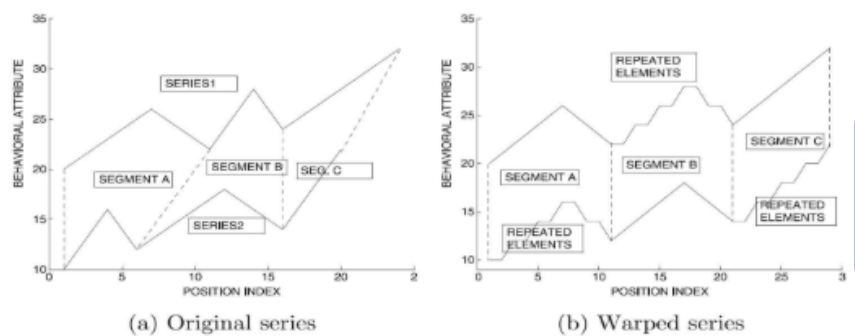 35
30
25
20
15
10
BEHAVIORAL ATTRIBUTE
SERIES1
SEGMENT A
SEGMENT B
SEG. C
SERIES2
0
5
10
15
20
2
POSITION INDEX
(a) Original series
35
30
25
20
15
10
BEHAVIORAL ATTRIBUTE
REPEATED
ELEMENTS
SEGMENT A
SEGMENT B
SEGMENT C
REPEATED
ELEMENTS
REPEATED
ELEMENTS
0
5
10
15
20
25
3
POSITION INDEX
(b) Warped series